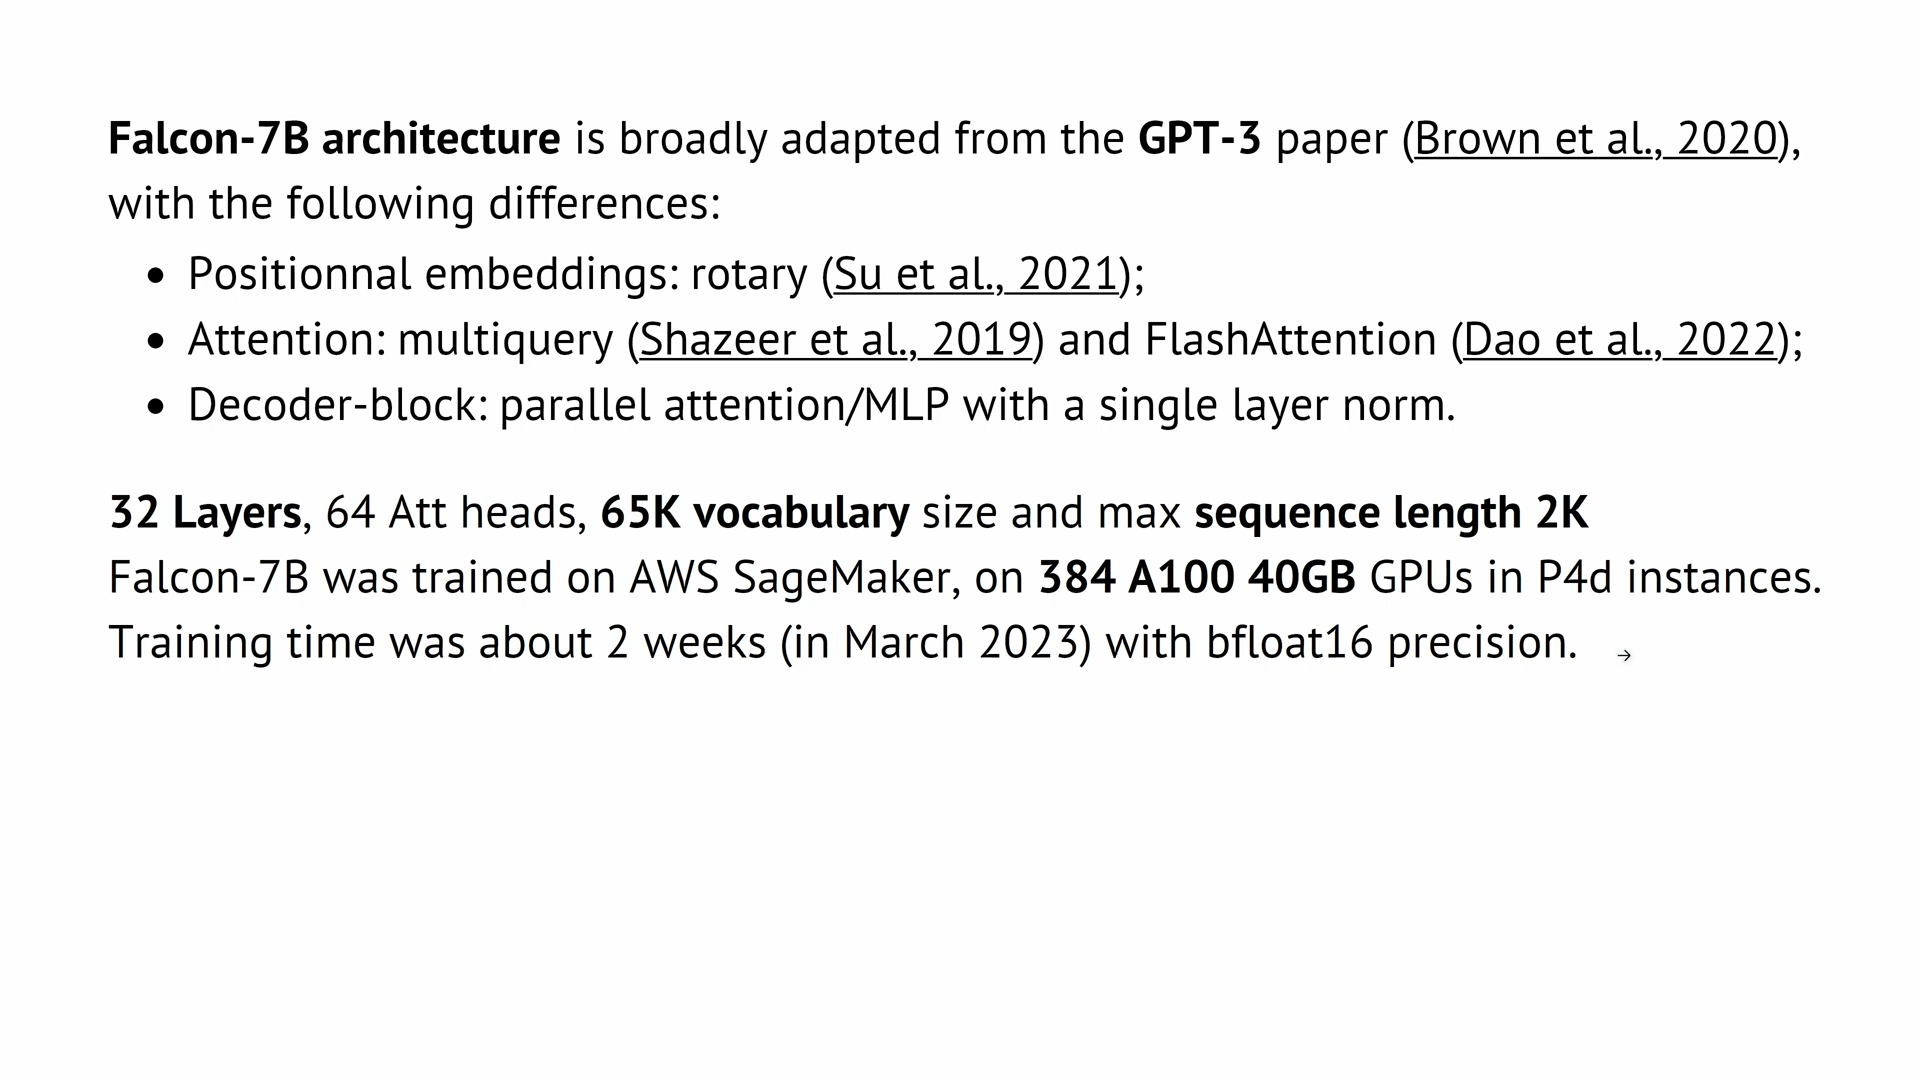 Falcon-7B architecture is broadly adapted from the GPT-3 paper (Brown et al., 2020),
with the following differences:
• Positionnal embeddings: rotary (Su et al., 2021);
• Attention: multiquery (Shazeer et al., 2019) and FlashAttention (Dao et al., 2022);
• Decoder-block: parallel attention/MLP with a single layer norm.
32 Layers, 64 Att heads, 65K vocabulary size and max sequence length 2K
Falcon-7B was trained on AWS SageMaker, on 384 A100 40GB GPUs in P4d instances.
Training time was about 2 weeks (in March 2023) with bfloat16 precision. →